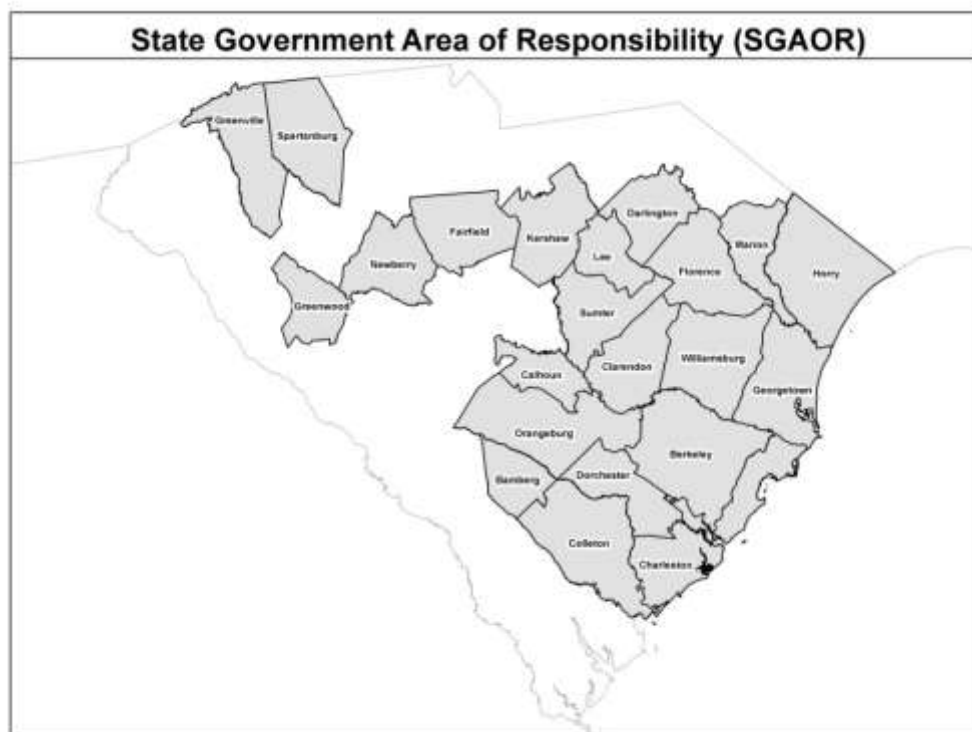 State Government Area of Responsibility (SGAOR)
Greenville
Spartanburg
Darlington
Fairfield
Kershaw
Marion
Lee
Newberry
Florence
Horry
Greenwood
Sumter
Williamsburg
Clarendon
Calhoun
Georgetown
Orangeburg
Berkeley
Dorchester
Bamberg
Colleton
Charleston